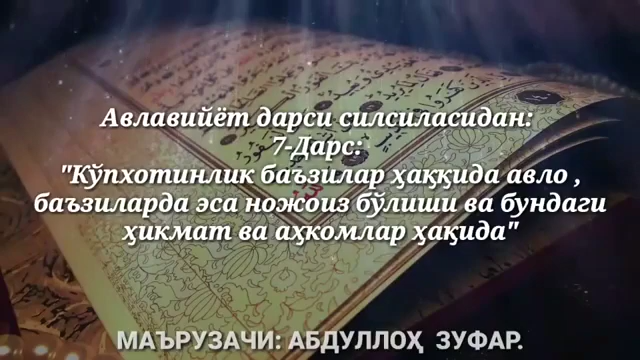 Авлавийёт дарси силсиласидан:
7-Дарс:
"Кўпхотинлик баъзилар ҳаққида авло ,
баъзиларда эса ножоиз бўлиши ва бундаги
ҳикмат ва аҳкомлар ҳақида"
МАЪРУЗАЧИ: АБДУЛЛОҲ ЗУФАР.